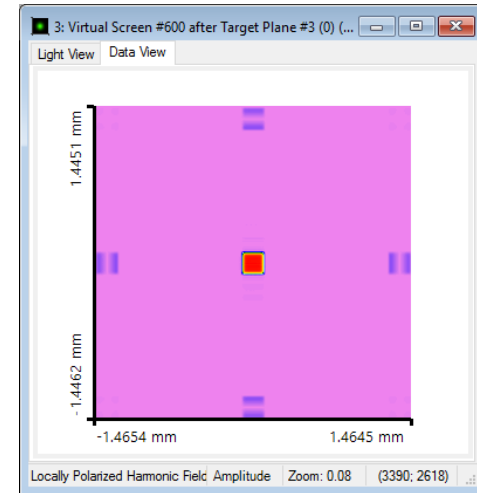 3: Virtual Screen #600 after Target Plane #3 (0) (...
Light View Data View
1.4451 mm
-1.4462 mm
-1.4654 mm 1.4645 mm
Locally Polarized Harmonic Field Amplitude Zoom: 0.08 (3390; 2618)